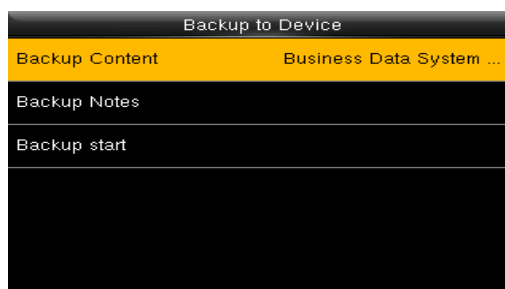 Backup to Device
Backup Content Business Data System ...
Backup Notes
Backup start